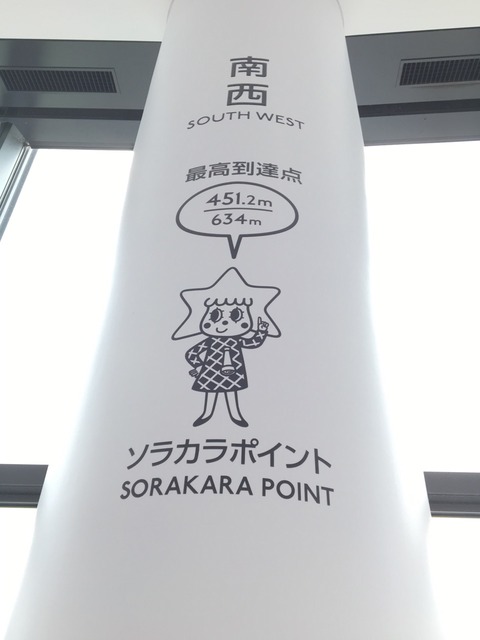 南
西
SOUTH WEST
最高到達点
451.2m
634m
ソラカラポイント
SORAKARA POINT